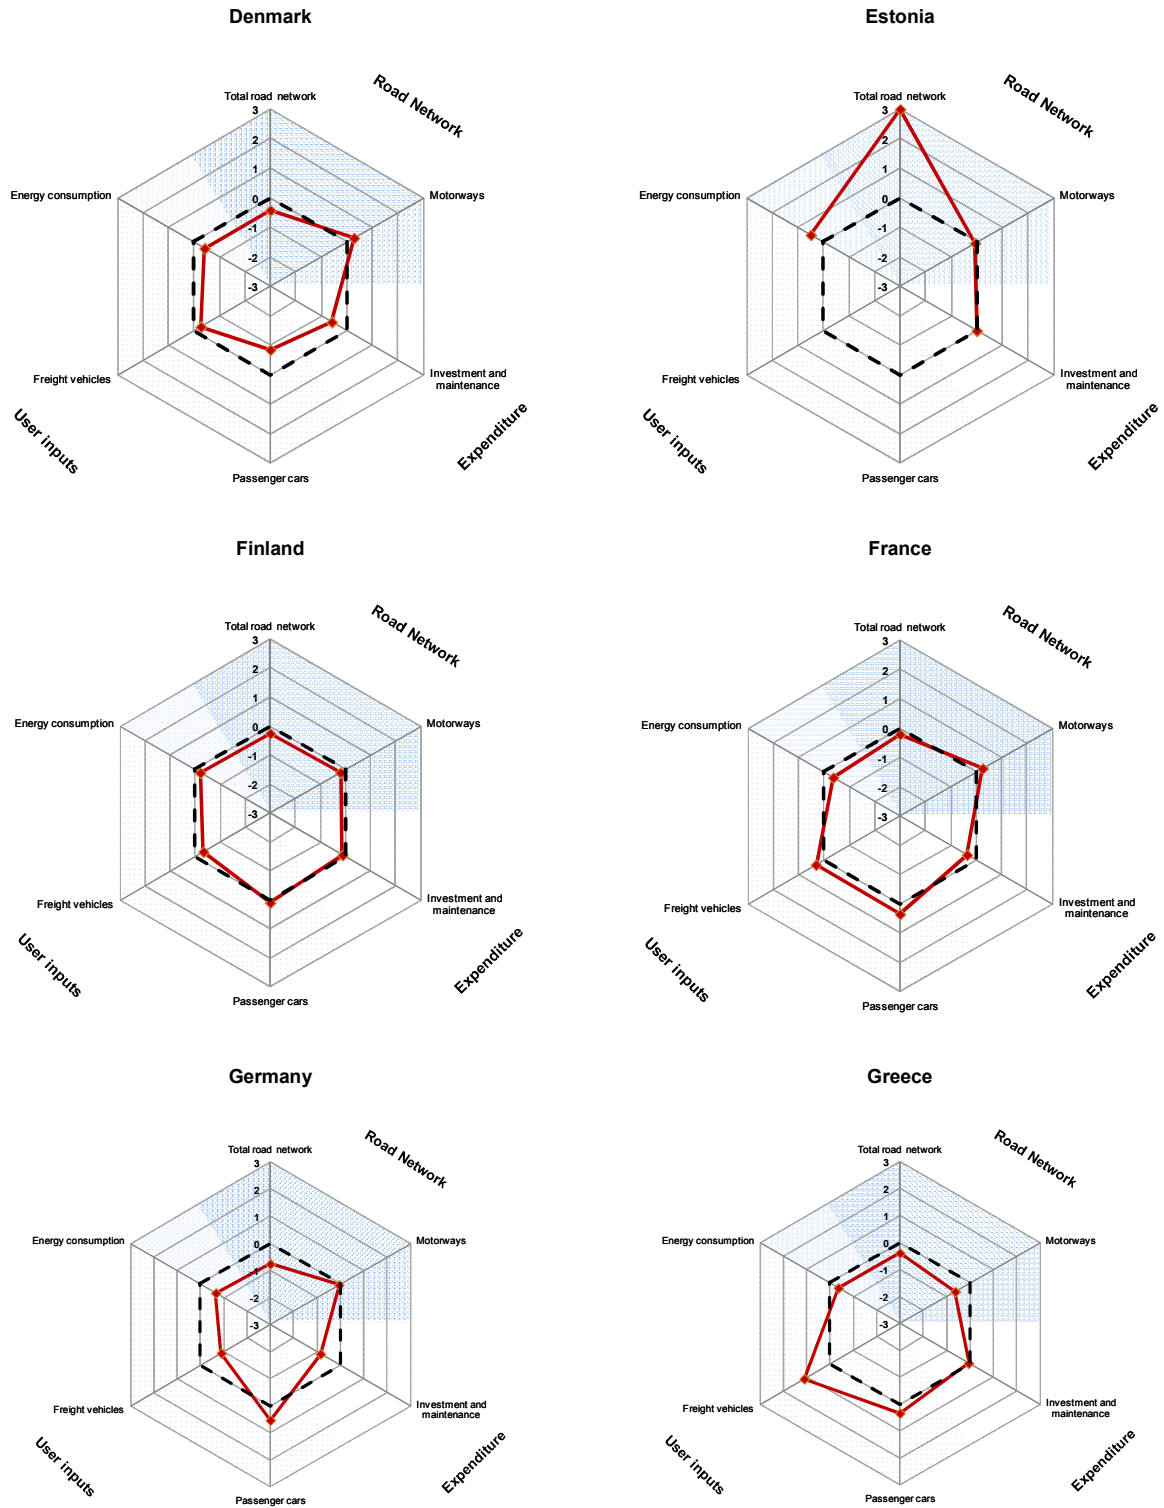 Denmark
Estonia
Road Network
Total road network
3
2
1
0
-1
-2
-3
Energy consumption
Motorways
Freight vehicles
Investment and
maintenance
User inputs
Expenditure
Passenger cars
Road Network
Total road network
3
2
1
0
-1
-2
-3
Energy consumption
Motorways
Freight vehicles
Investment and
maintenance
User inputs
Expenditure
Passenger cars
Finland
France
Road Network
Total road network
3
2
1
0
-1
-2
-3
Energy consumption
Motorways
Freight vehicles
Investment and
maintenance
User inputs
Expenditure
Passenger cars
Road Network
Total road network
3
2
1
0
-1
-2
-3
Energy consumption
Motorways
Freight vehicles
Investment and
maintenance
User inputs
Expenditure
Passenger cars
Germany
Greece
Road Network
Total road network
3
2
1
0
-1
-2
-3
Energy consumption
Motorways
Freight vehicles
Investment and
maintenance
User inputs
Expenditure
Passenger cars
Road Network
Total road network
3
2
1
0
-1
-2
-3
Energy consumption
Motorways
Freight vehicles
Investment and
maintenance
User inputs
Expenditure
Passenger cars